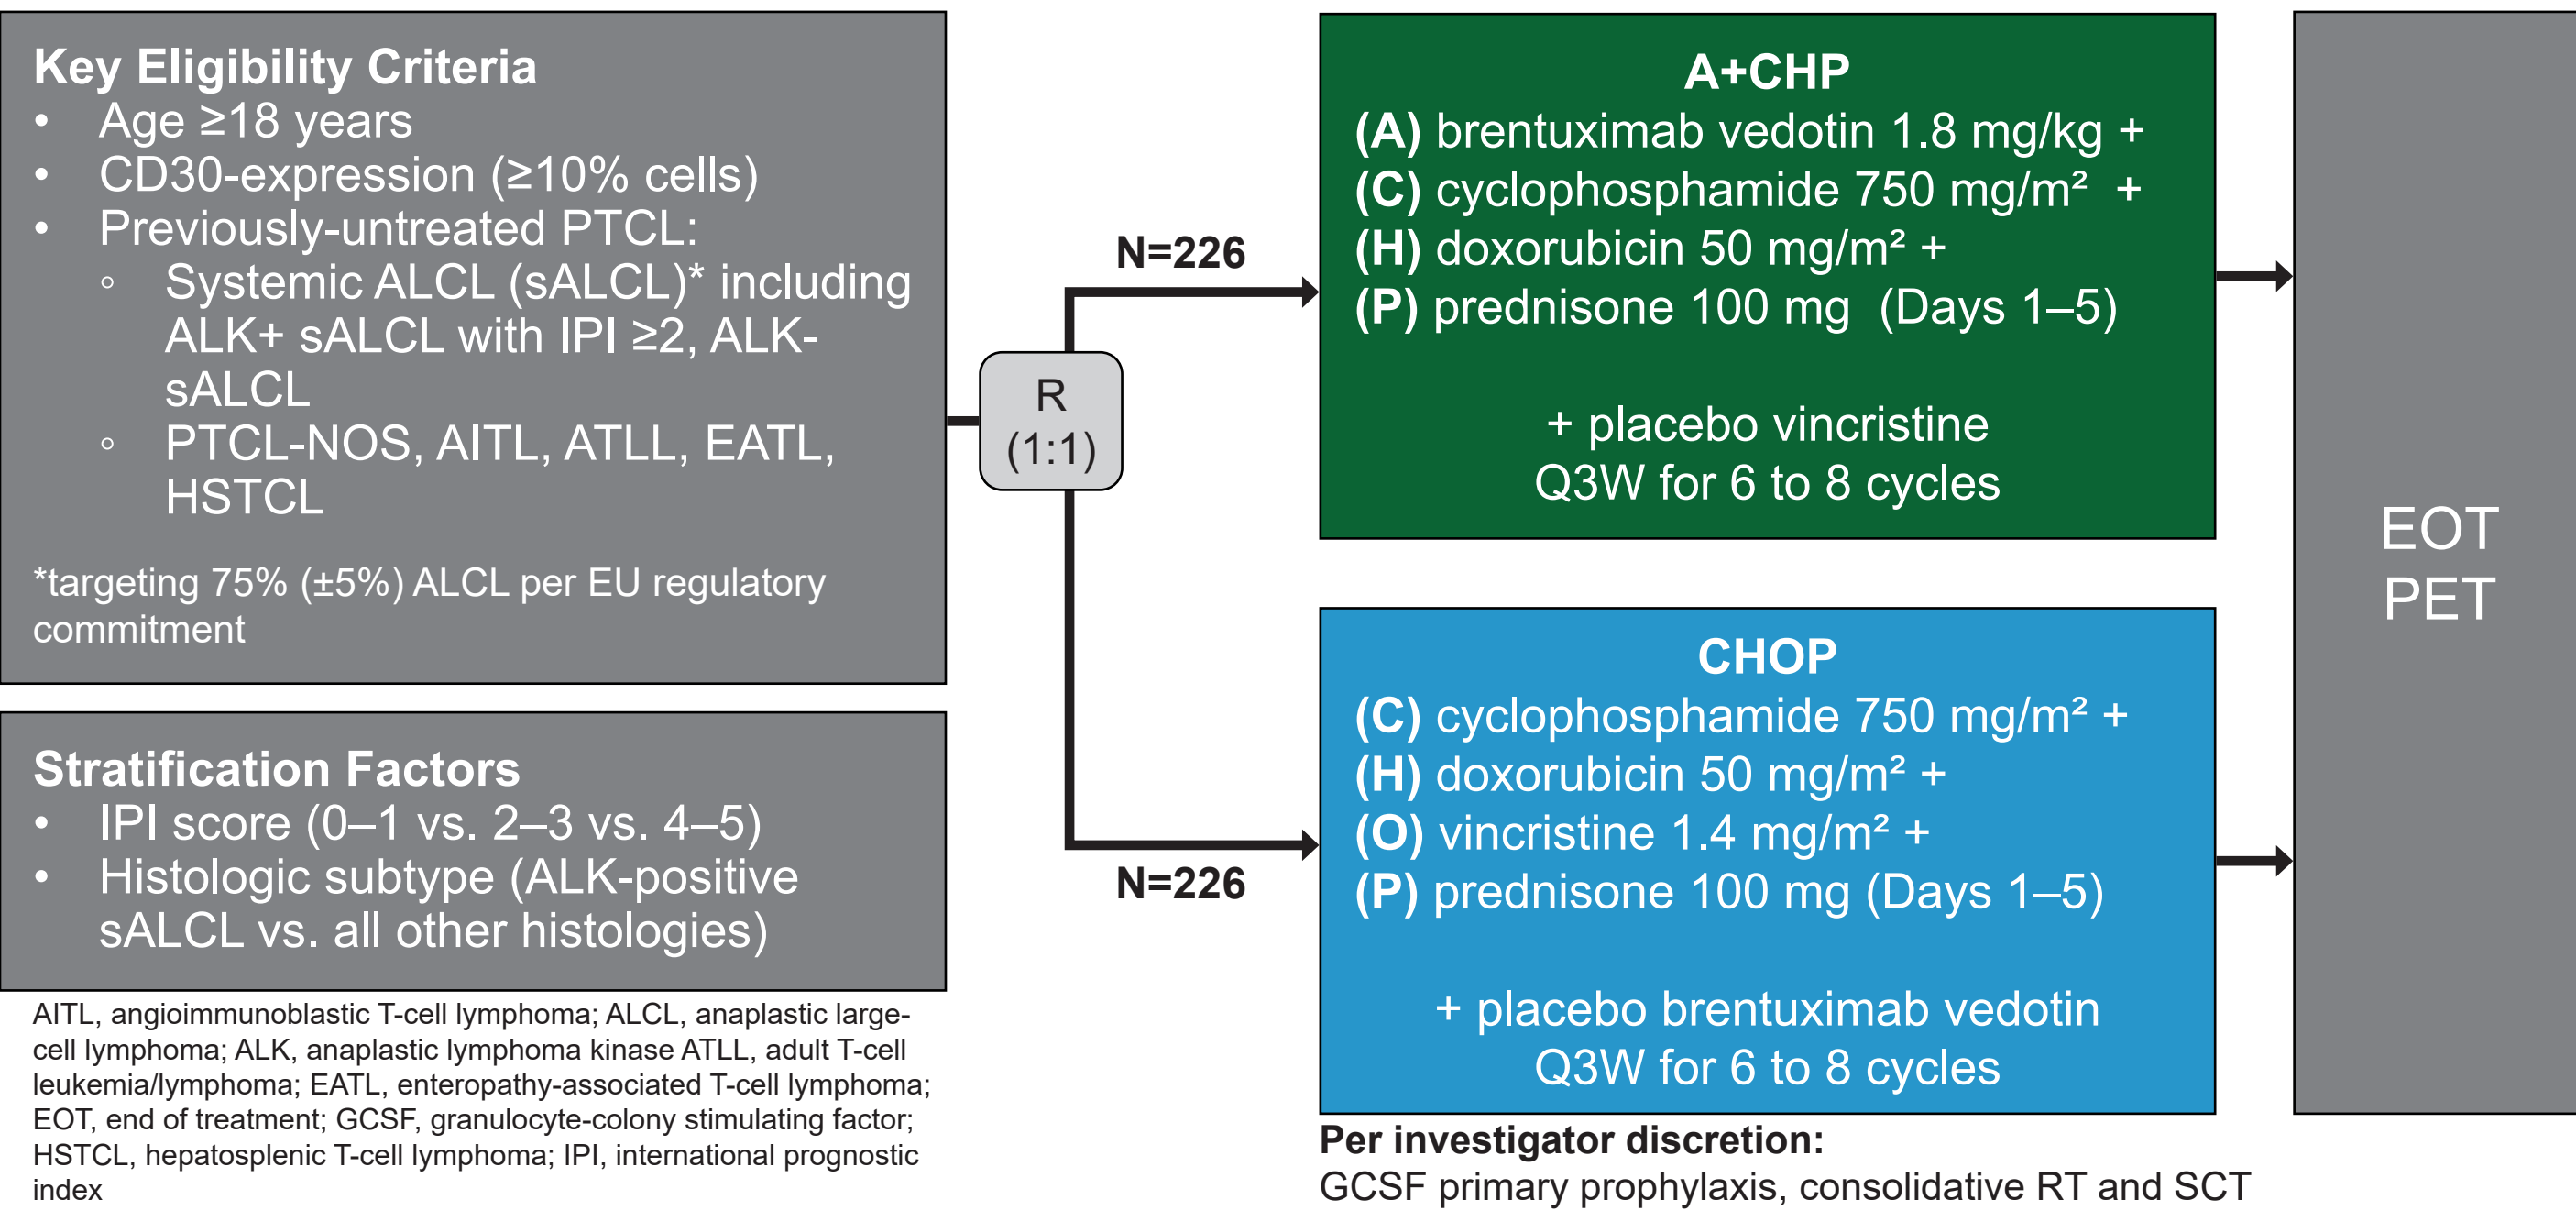 Key Eligibility Criteria
• Age ≥18 years
• CD30-expression (≥10% cells)
• Previously-untreated PTCL:
◦ Systemic ALCL (sALCL)* including
ALK+ sALCL with IPI ≥2, ALK-
sALCL
◦ PTCL-NOS, AITL, ATLL, EATL,
HSTCL
*targeting 75% (±5%) ALCL per EU regulatory
commitment
Stratification Factors
• IPI score (0–1 vs. 2–3 vs. 4–5)
• Histologic subtype (ALK-positive
sALCL vs. all other histologies)
AITL, angioimmunoblastic T-cell lymphoma; ALCL, anaplastic large-
cell lymphoma; ALK, anaplastic lymphoma kinase ATLL, adult T-cell
leukemia/lymphoma; EATL, enteropathy-associated T-cell lymphoma;
EOT, end of treatment; GCSF, granulocyte-colony stimulating factor;
HSTCL, hepatosplenic T-cell lymphoma; IPI, international prognostic
index
R
(1:1)
N=226
N=226
A+CHP
(A) brentuximab vedotin 1.8 mg/kg +
(C) cyclophosphamide 750 mg/m² +
(H) doxorubicin 50 mg/m² +
(P) prednisone 100 mg (Days 1–5)
+ placebo vincristine
Q3W for 6 to 8 cycles
CHOP
(C) cyclophosphamide 750 mg/m² +
(H) doxorubicin 50 mg/m² +
(O) vincristine 1.4 mg/m² +
(P) prednisone 100 mg (Days 1–5)
+ placebo brentuximab vedotin
Q3W for 6 to 8 cycles
Per investigator discretion:
GCSF primary prophylaxis, consolidative RT and SCT
EOT
PET